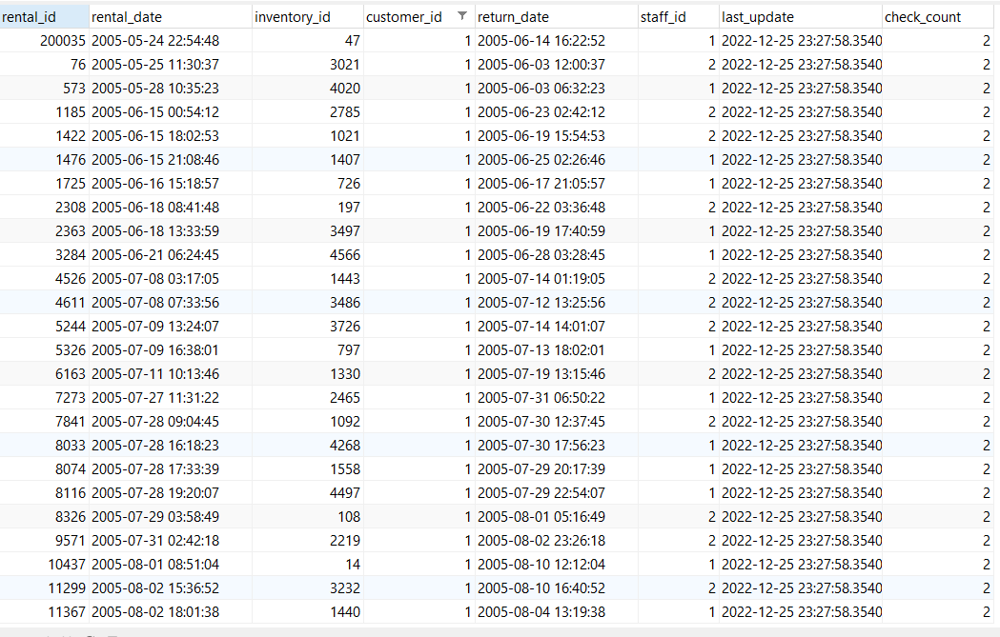 rental_id rental_date inventory_id customer_id return_date staff_id last_update check_count
200035 2005-05-24 22:54:48 47 1 2005-06-14 16:22:52 1 2022-12-25 23:27:58.3540 2
76 2005-05-25 11:30:37 3021 1 2005-06-03 12:00:37 2 2022-12-25 23:27:58.3540 2
573 2005-05-28 10:35:23 4020 1 2005-06-03 06:32:23 1 2022-12-25 23:27:58.3540 2
1185 2005-06-15 00:54:12 2785 1 2005-06-23 02:42:12 2 2022-12-25 23:27:58.3540 2
1422 2005-06-15 18:02:53 1021 1 2005-06-19 15:54:53 2 2022-12-25 23:27:58.3540 2
1476 2005-06-15 21:08:46 1407 1 2005-06-25 02:26:46 1 2022-12-25 23:27:58.3540 2
1725 2005-06-16 15:18:57 726 1 2005-06-17 21:05:57 1 2022-12-25 23:27:58.3540 2
2308 2005-06-18 08:41:48 197 1 2005-06-22 03:36:48 2 2022-12-25 23:27:58.3540 2
2363 2005-06-18 13:33:59 3497 1 2005-06-19 17:40:59 1 2022-12-25 23:27:58.3540 2
3284 2005-06-21 06:24:45 4566 1 2005-06-28 03:28:45 1 2022-12-25 23:27:58.3540 2
4526 2005-07-08 03:17:05 1443 1 2005-07-14 01:19:05 2 2022-12-25 23:27:58.3540 2
4611 2005-07-08 07:33:56 3486 1 2005-07-12 13:25:56 2 2022-12-25 23:27:58.3540 2
5244 2005-07-09 13:24:07 3726 1 2005-07-14 14:01:07 2 2022-12-25 23:27:58.3540 2
5326 2005-07-09 16:38:01 797 1 2005-07-13 18:02:01 1 2022-12-25 23:27:58.3540 2
6163 2005-07-11 10:13:46 1330 1 2005-07-19 13:15:46 2 2022-12-25 23:27:58.3540 2
7273 2005-07-27 11:31:22 2465 1 2005-07-31 06:50:22 1 2022-12-25 23:27:58.3540 2
7841 2005-07-28 09:04:45 1092 1 2005-07-30 12:37:45 2 2022-12-25 23:27:58.3540 2
8033 2005-07-28 16:18:23 4268 1 2005-07-30 17:56:23 1 2022-12-25 23:27:58.3540 2
8074 2005-07-28 17:33:39 1558 1 2005-07-29 20:17:39 1 2022-12-25 23:27:58.3540 2
8116 2005-07-28 19:20:07 4497 1 2005-07-29 22:54:07 1 2022-12-25 23:27:58.3540 2
8326 2005-07-29 03:58:49 108 1 2005-08-01 05:16:49 2 2022-12-25 23:27:58.3540 2
9571 2005-07-31 02:42:18 2219 1 2005-08-02 23:26:18 2 2022-12-25 23:27:58.3540 2
10437 2005-08-01 08:51:04 14 1 2005-08-10 12:12:04 1 2022-12-25 23:27:58.3540 2
11299 2005-08-02 15:36:52 3232 1 2005-08-10 16:40:52 2 2022-12-25 23:27:58.3540 2
11367 2005-08-02 18:01:38 1440 1 2005-08-04 13:19:38 1 2022-12-25 23:27:58.3540 2